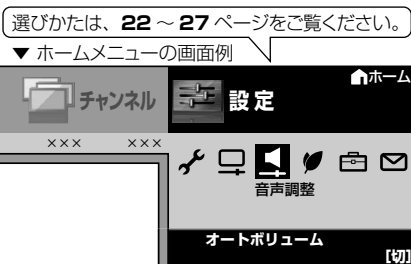 選びかたは、22～27ページをご覧ください。
▼ ホームメニューの画面例
ホーム
チャンネル
設定
××× ×××
音声調整
オートボリューム
[切]